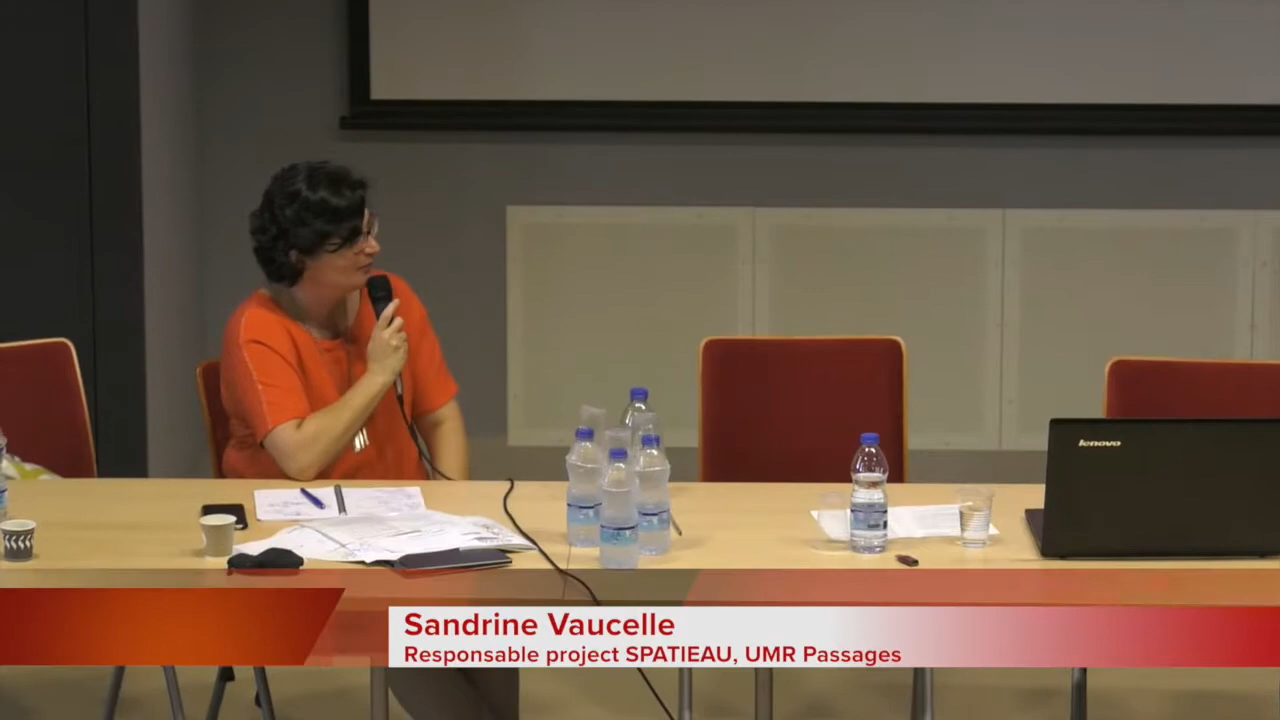 lenovo
Sandrine Vaucelle
Responsable project SPATIEAU, UMR Passages